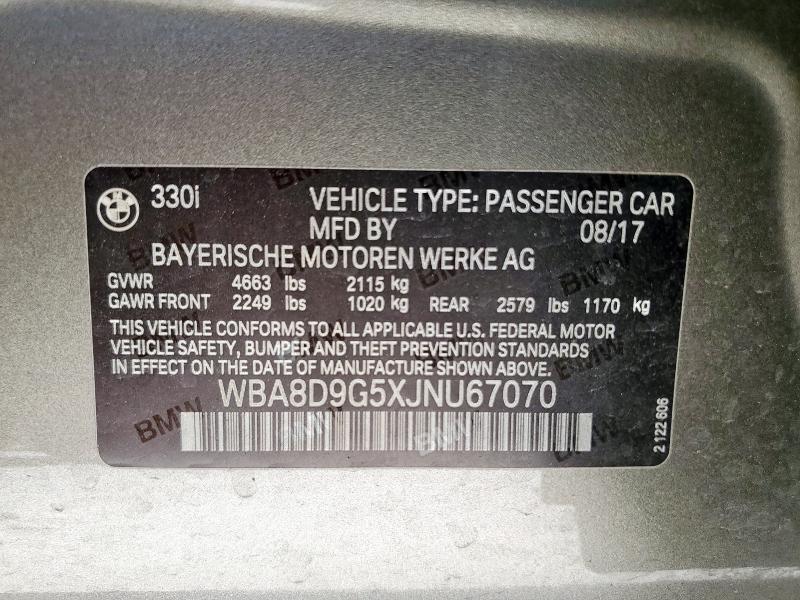 330i VEHICLE TYPE: PASSENGER CAR
MFD BY 08/17
BAYERISCHE MOTOREN WERKE AG
GVWR 4663 lbs 2115 kg
GAWR FRONT 2249 lbs 1020 kg REAR 2579 lbs 1170 kg
THIS VEHICLE CONFORMS TO ALL APPLICABLE U.S. FEDERAL MOTOR
VEHICLE SAFETY, BUMPER AND THEFT PREVENTION STANDARDS
IN EFFECT ON THE DATE OF MANUFACTURE SHOWN ABOVE.
WBA8D9G5XJNU67070
2 122 606